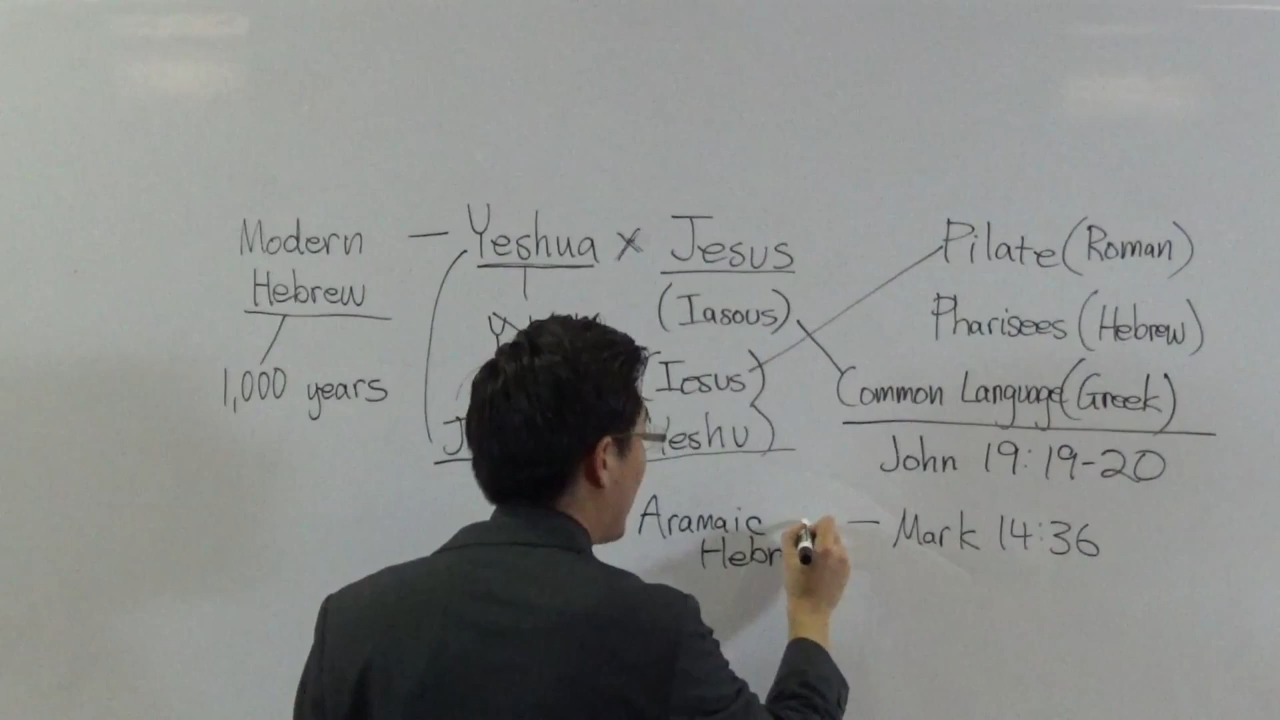 Modern — Yeshua x Jesus
Hebrew
1,000 years
(Iasous)
(Iesus)
Yeshu)
Aramaic
Hebr
Pilate (Roman)
Pharisees (Hebrew)
Common Language (Greek)
John 19:19-20
— Mark 14:36